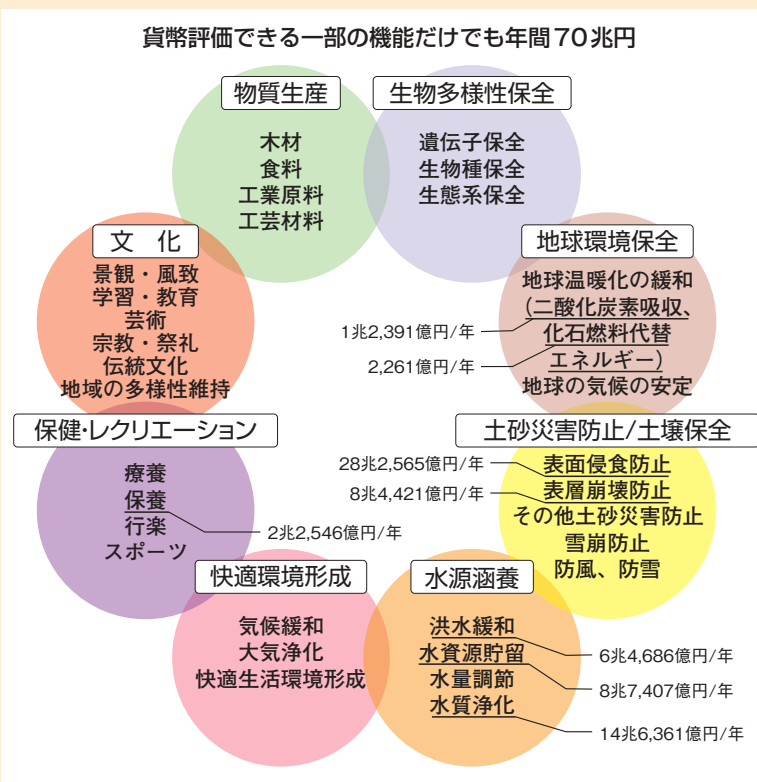 貨幣評価できる一部の機能だけでも年間70兆円
物質生産
木材
食料
工業原料
工芸材料
生物多様性保全
遺伝子保全
生物種保全
生態系保全
文　化
景観・風致
学習・教育
芸術
宗教・祭礼
伝統文化
地域の多様性維持
地球環境保全
地球温暖化の緩和
(二酸化炭素吸収、
化石燃料代替
エネルギー)
地球の気候の安定
1兆2,391億円/年
2,261億円/年
保健・レクリエーション
療養
保養
行楽
スポーツ
2兆2,546億円/年
土砂災害防止/土壌保全
表面侵食防止
表層崩壊防止
その他土砂災害防止
雪崩防止
防風、防雪
28兆2,565億円/年
8兆4,421億円/年
快適環境形成
気候緩和
大気浄化
快適生活環境形成
水源涵養
洪水緩和
水資源貯留
水量調節
水質浄化
6兆4,686億円/年
8兆7,407億円/年
14兆6,361億円/年